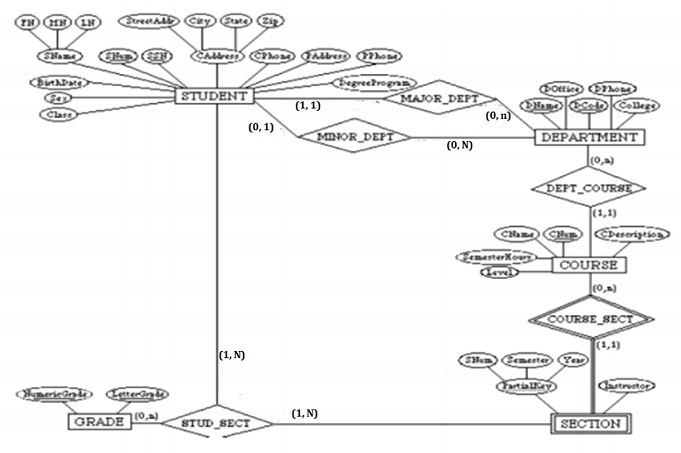 FN MN LN StreetAddr City State Zip
SName SNum SSN CAddress CPhone PAddress PPhone
BirthDate DegreeProgram DOffice DPhone
Sex STUDENT (1, 1) MAJOR_DEPT DName DCode College
Class (0, 1) MINOR_DEPT (0, N) (0, n) DEPARTMENT
(0,n)
DEPT_COURSE
(1,1)
CName CNum CDescription
SemesterHours
Level COURSE
(0,n)
COURSE_SECT
(1, N) (1,1)
SNum Semester Year
NumericGrade LetterGrade PartialKey Instructor
GRADE (0,n) STUD_SECT (1, N) SECTION